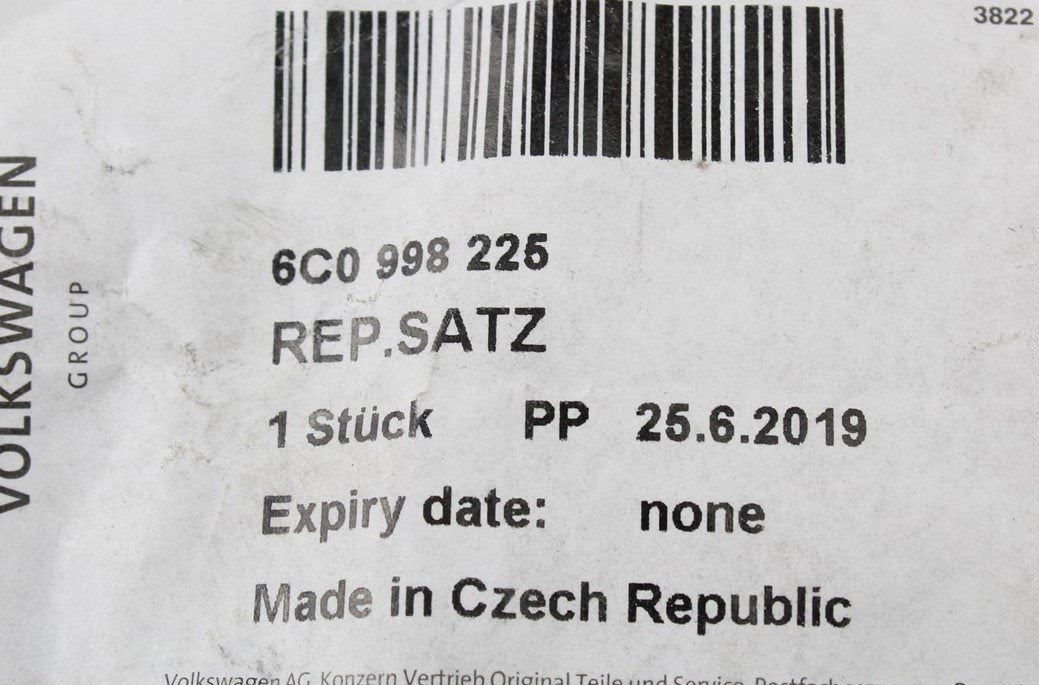 3822
VOLKSWAGEN
GROUP
6C0 998 225
REP.SATZ
1 Stück PP 25.6.2019
Expiry date: none
Made in Czech Republic
Volkswagen AG, Konzern Vertrieb Original Teile und Service, Postfach